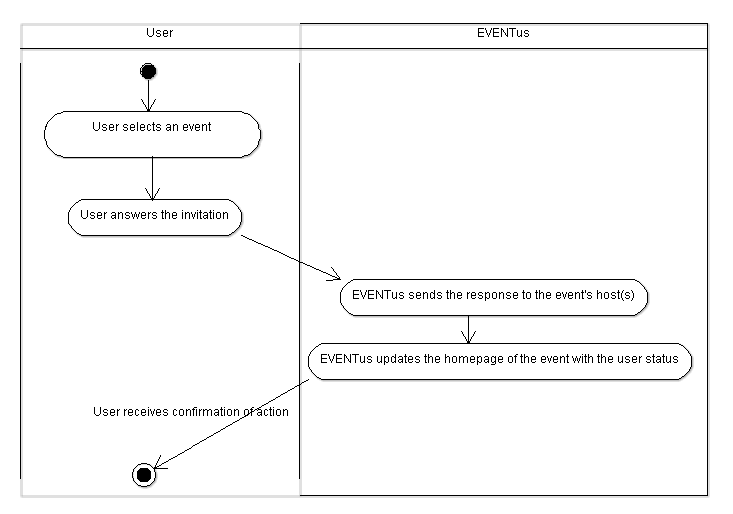 User
EVENTus
User selects an event
User answers the invitation
EVENTus sends the response to the event's host(s)
EVENTus updates the homepage of the event with the user status
User receives confirmation of action